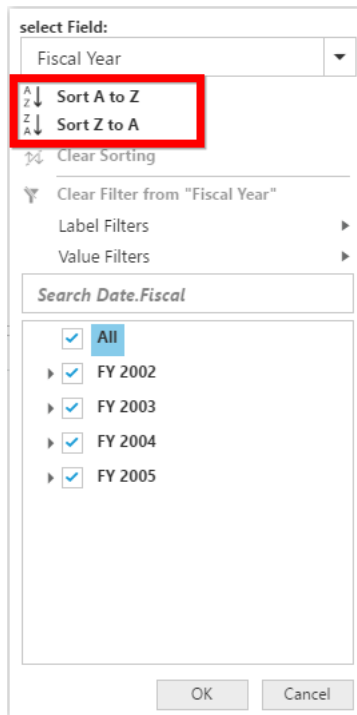 select Field:
Fiscal Year
Sort A to Z
Sort Z to A
Clear Sorting
Clear Filter from "Fiscal Year"
Label Filters
Value Filters
Search Date.Fiscal
All
FY 2002
FY 2003
FY 2004
FY 2005
OK Cancel